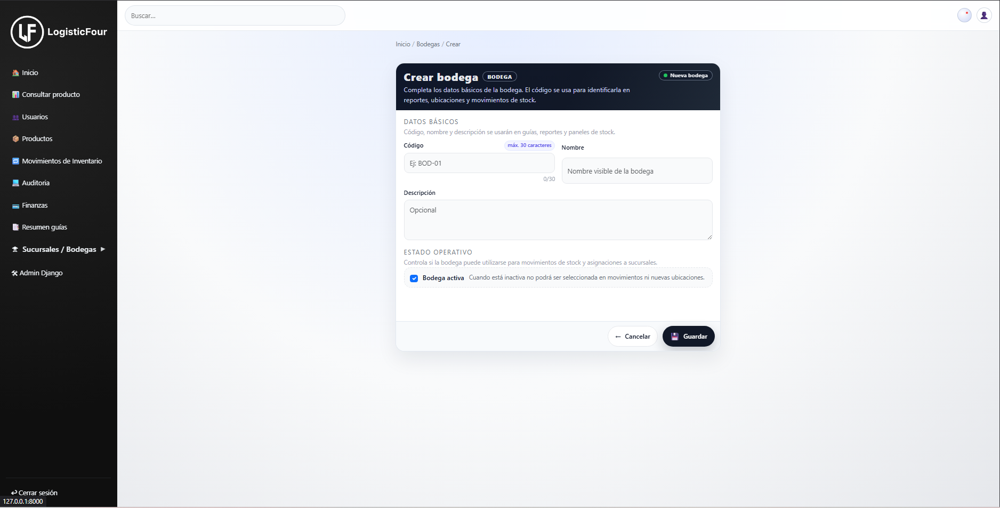 LogisticFour
Buscar...
Inicio
Consultar producto
Usuarios
Productos
Movimientos de Inventario
Auditoria
Finanzas
Resumen guías
Sucursales / Bodegas ▶
Admin Django
Cerrar sesión
127.0.0.1:8000
Inicio / Bodegas / Crear
Crear bodega BODEGA
Nueva bodega
Completa los datos básicos de la bodega. El código se usa para identificarla en
reportes, ubicaciones y movimientos de stock.
DATOS BÁSICOS
Código, nombre y descripción se usarán en guías, reportes y paneles de stock.
Código máx. 30 caracteres
Ej: BOD-01
0/30
Nombre
Nombre visible de la bodega
Descripción
Opcional
ESTADO OPERATIVO
Controla si la bodega puede utilizarse para movimientos de stock y asignaciones a sucursales.
Bodega activa Cuando está inactiva no podrá ser seleccionada en movimientos ni nuevas ubicaciones.
← Cancelar
Guardar